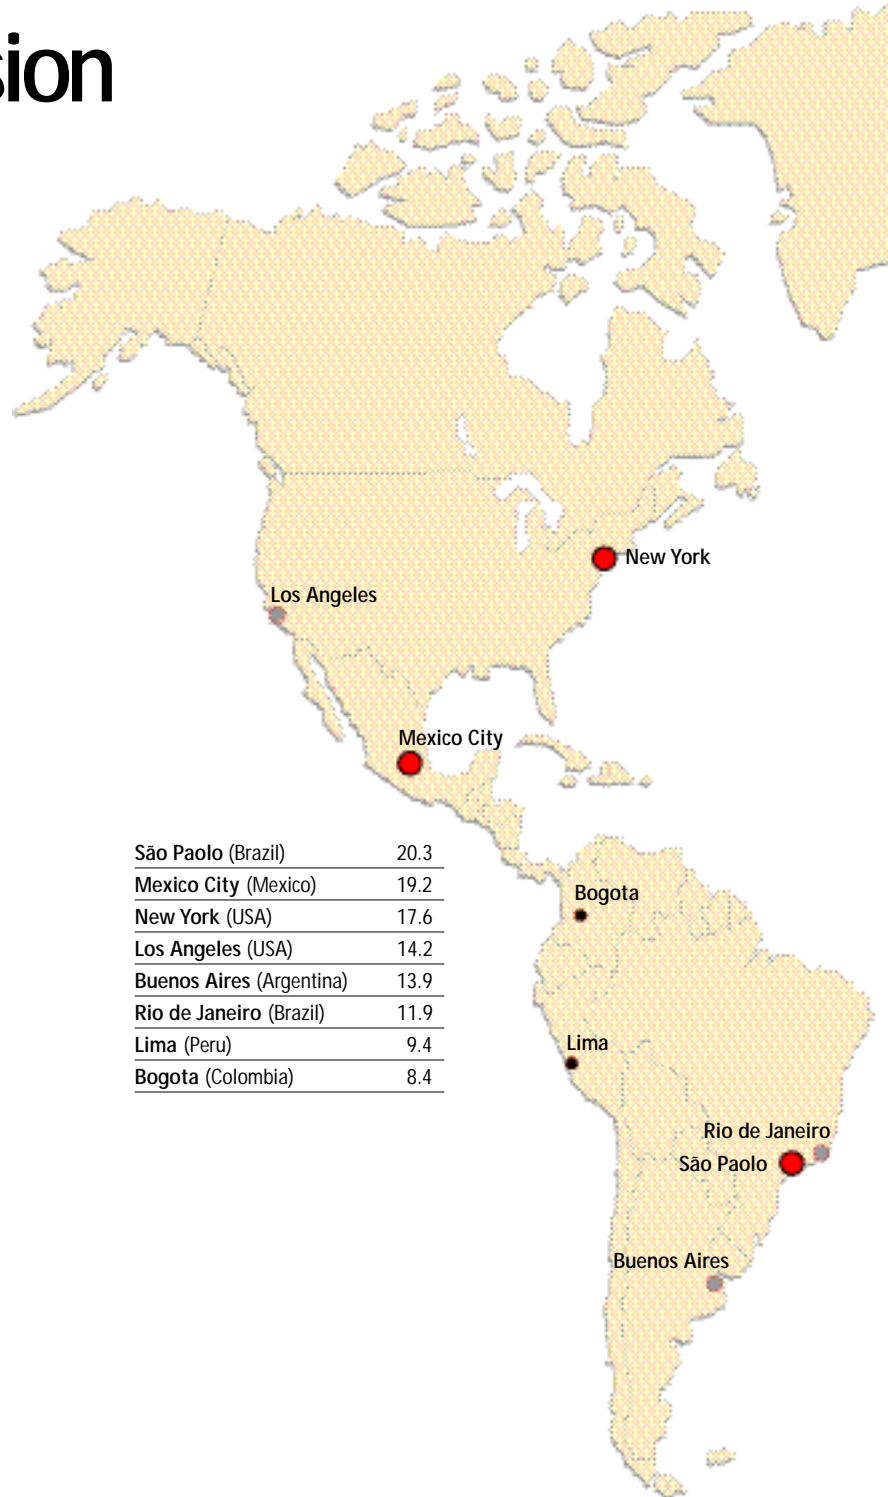 sion
New York
Los Angeles
Mexico City
São Paolo (Brazil) 20.3
Mexico City (Mexico) 19.2
New York (USA) 17.6
Los Angeles (USA) 14.2
Buenos Aires (Argentina) 13.9
Rio de Janeiro (Brazil) 11.9
Lima (Peru) 9.4
Bogota (Colombia) 8.4
Bogota
Lima
Rio de Janeiro
São Paolo
Buenos Aires